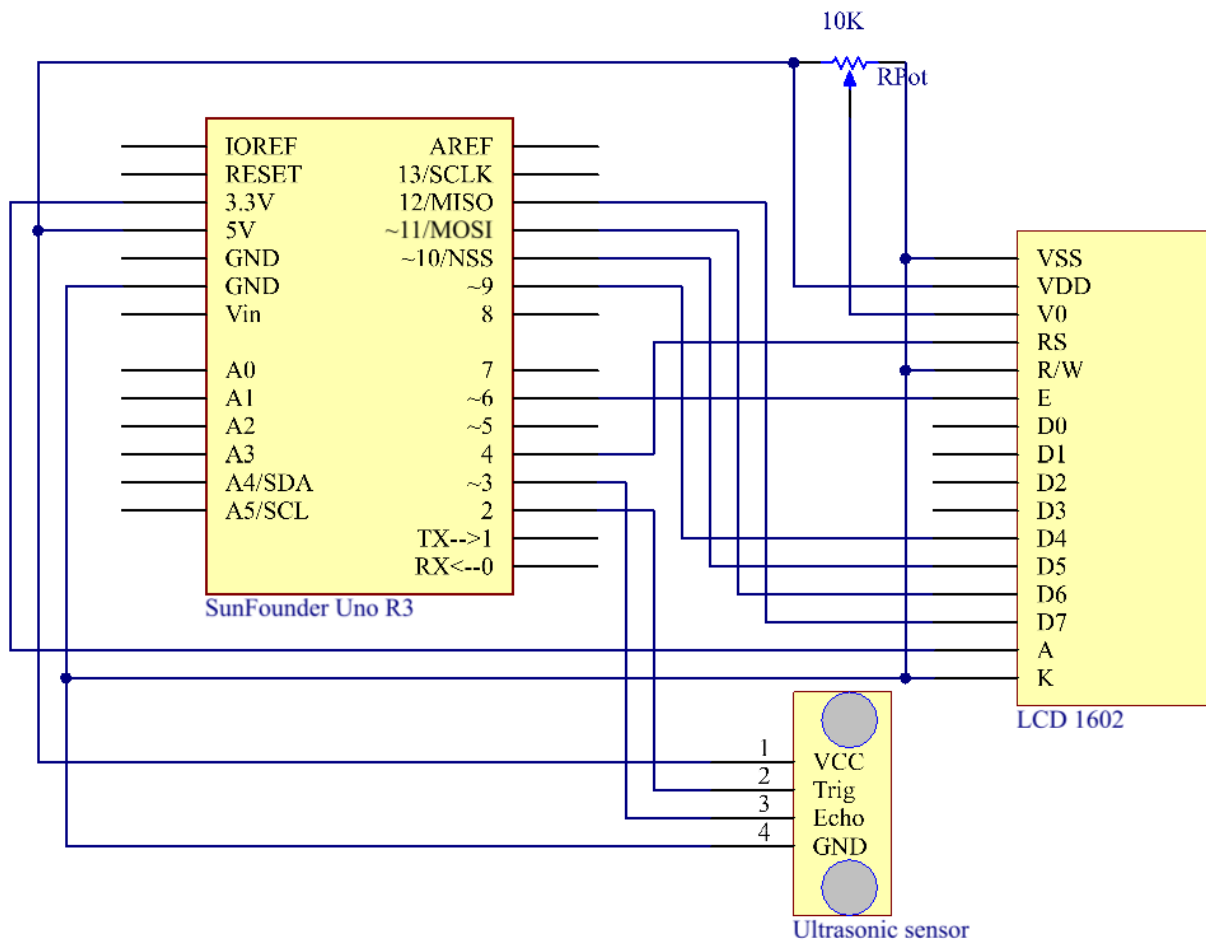 10K
RPot
IOREF AREF
RESET 13/SCLK
3.3V 12/MISO
5V ~11/MOSI
GND ~10/NSS
GND ~9
Vin 8
A0 7
A1 ~6
A2 ~5
A3 4
A4/SDA ~3
A5/SCL 2
TX-->1
RX<--0
SunFounder Uno R3
VSS
VDD
V0
RS
R/W
E
D0
D1
D2
D3
D4
D5
D6
D7
A
K
LCD 1602
1 VCC
2 Trig
3 Echo
4 GND
Ultrasonic sensor